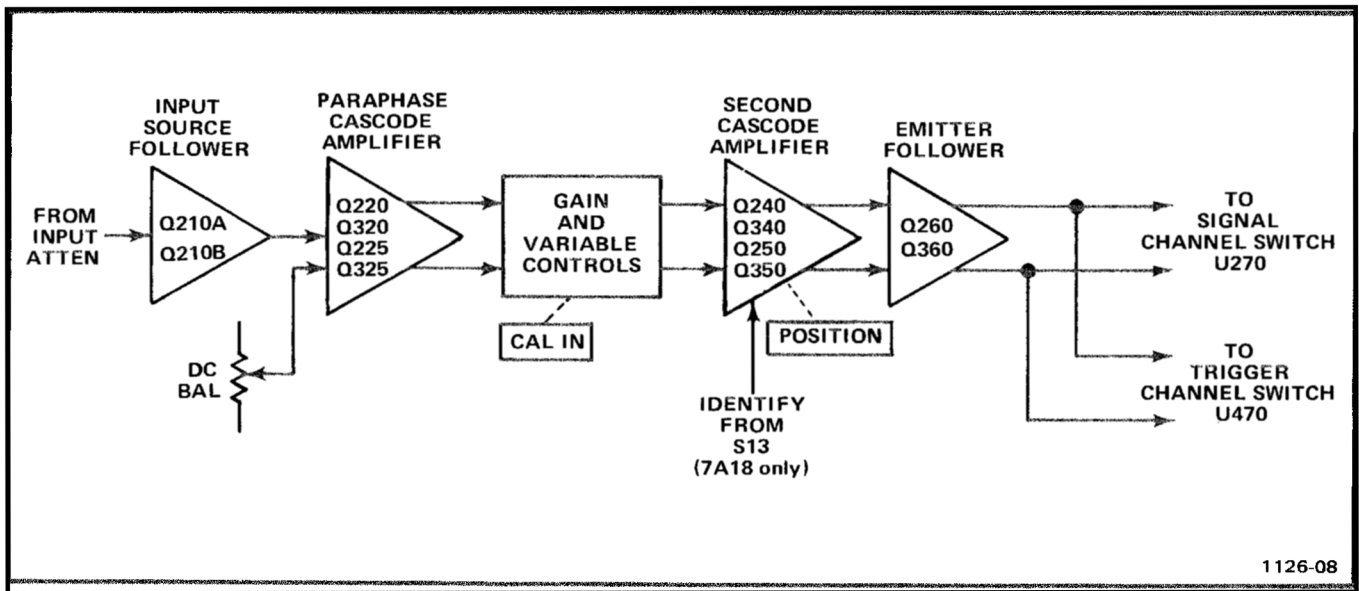 INPUT
SOURCE
FOLLOWER
PARAPHASE
CASCODE
AMPLIFIER
SECOND
CASCODE
AMPLIFIER
EMITTER
FOLLOWER
FROM
INPUT
ATTEN
Q210A
Q210B
Q220
Q320
Q225
Q325
GAIN
AND
VARIABLE
CONTROLS
Q240
Q340
Q250
Q350
Q260
Q360
TO
SIGNAL
CHANNEL SWITCH
U270
DC
BAL
CAL IN
POSITION
IDENTIFY
FROM
S13
(7A18 only)
TO
TRIGGER
CHANNEL SWITCH
U470
1126-08